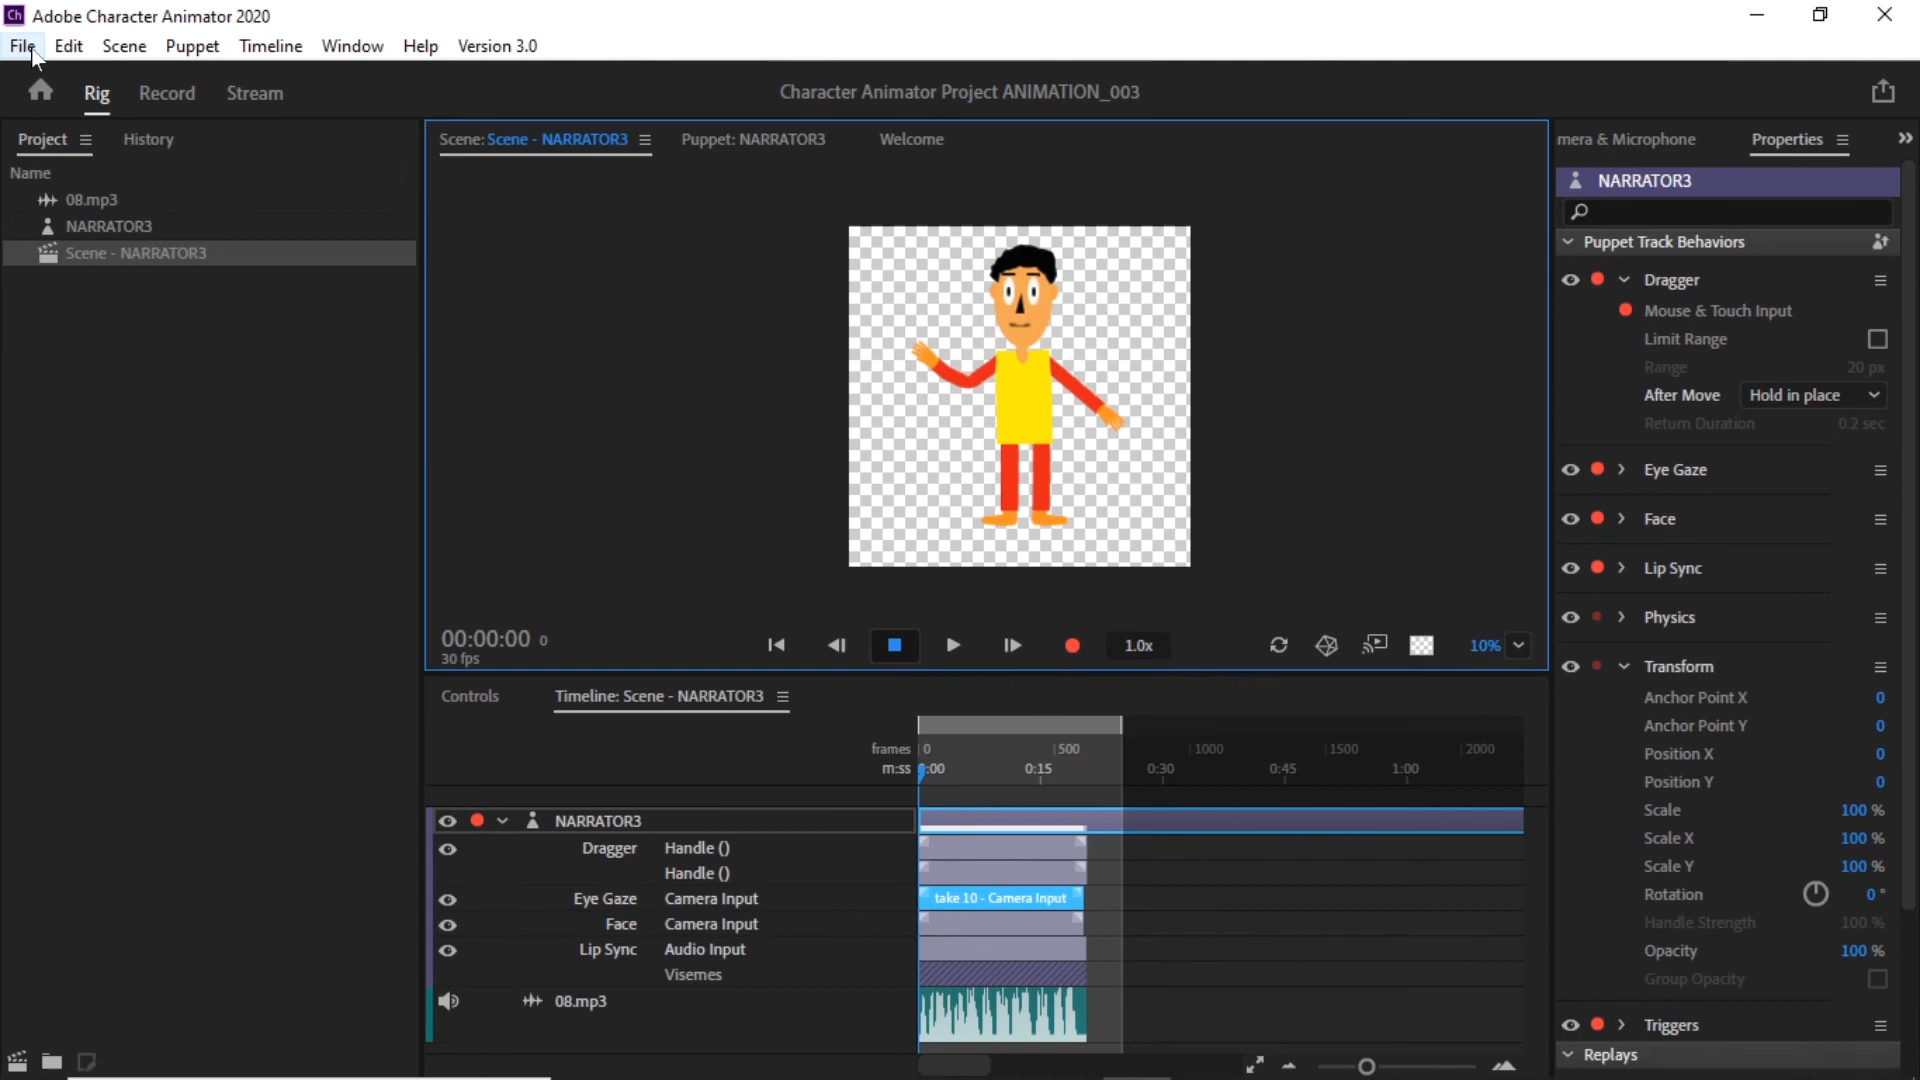 Ch Adobe Character Animator 2020
File Edit Scene Puppet Timeline Window Help Version 3.0
Rig Record Stream
Character Animator Project ANIMATION_003
Project History
Name
08.mp3
NARRATOR3
Scene - NARRATOR3
Scene: Scene - NARRATOR3 Puppet: NARRATOR3 Welcome
00:00:00 0
30 fps
1.0x
10%
Controls Timeline: Scene - NARRATOR3
frames 0 500 1000 1500 2000
m:ss 0:00 0:15 0:30 0:45 1:00
NARRATOR3
Dragger Handle ()
Handle ()
Eye Gaze Camera Input take 10 - Camera Input
Face Camera Input
Lip Sync Audio Input
Visemes
08.mp3
mera & Microphone Properties
NARRATOR3
Puppet Track Behaviors
Dragger
Mouse & Touch Input
Limit Range
Range 20 px
After Move Hold in place
Return Duration 0.2 sec
Eye Gaze
Face
Lip Sync
Physics
Transform
Anchor Point X 0
Anchor Point Y 0
Position X 0
Position Y 0
Scale 100 %
Scale X 100 %
Scale Y 100 %
Rotation 0 °
Handle Strength 100 %
Opacity 100 %
Group Opacity
Triggers
Replays